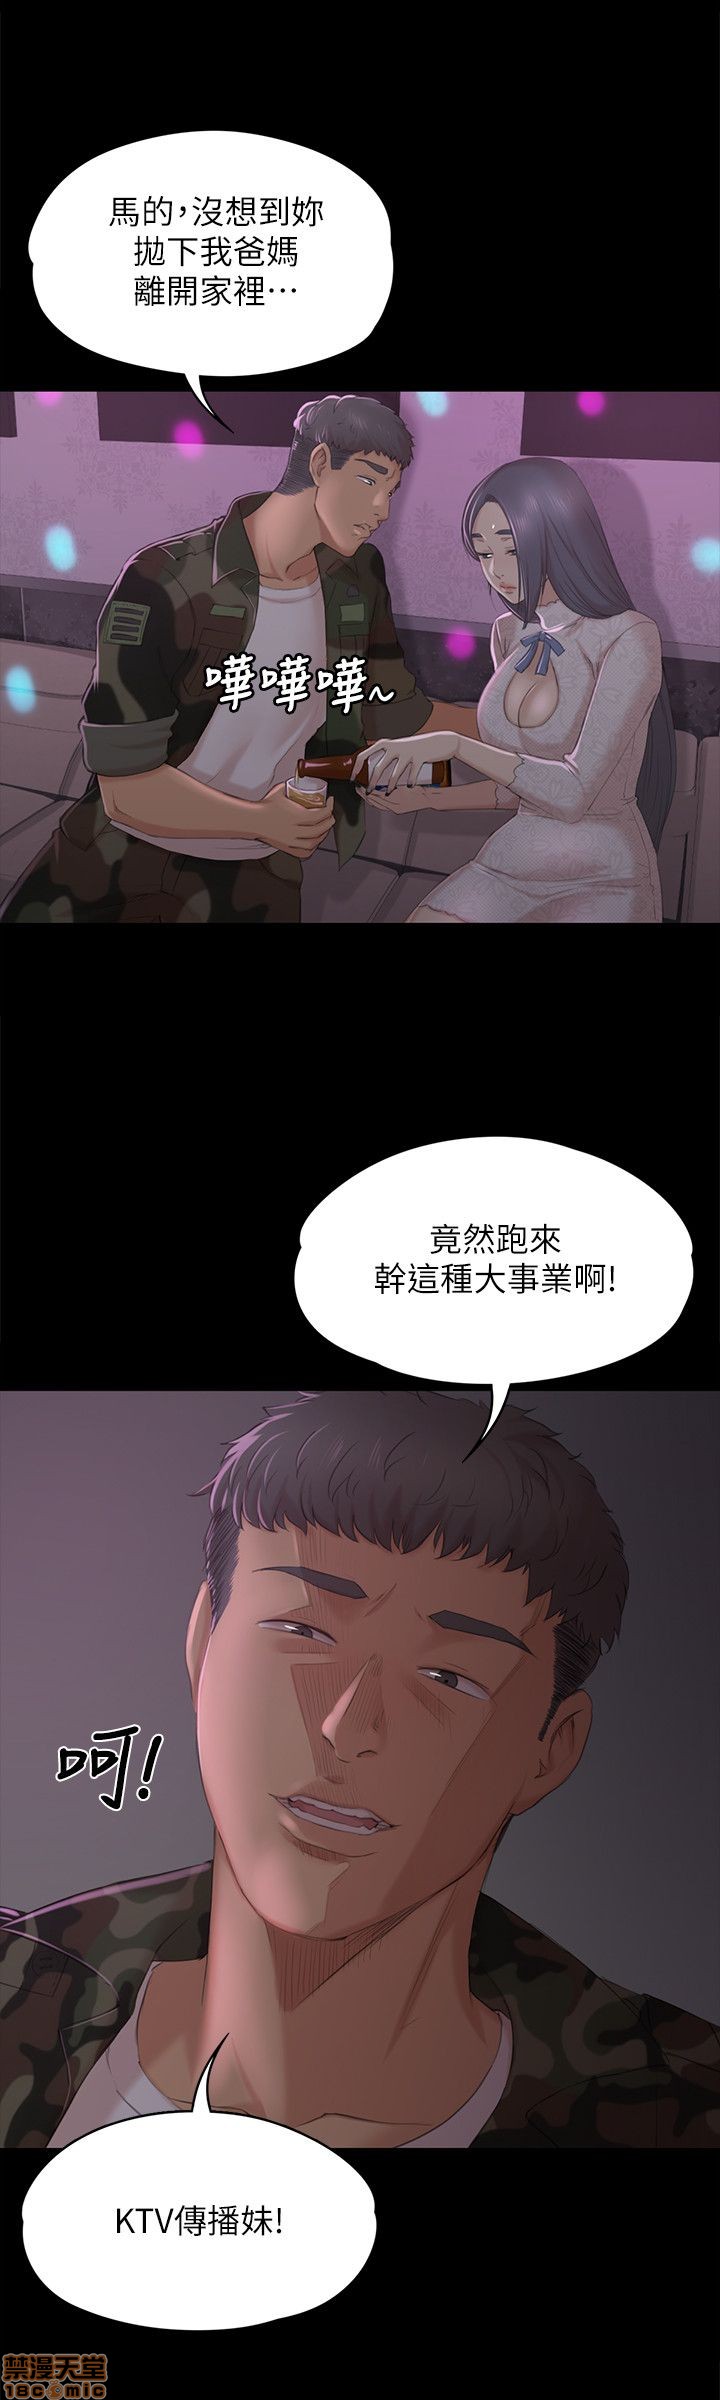 馬的，沒想到妳
拋下我爸媽
離開家裡⋯
嘩嘩嘩~
竟然跑來
幹這種大事業啊!
呵!
KTV傳播妹!
禁漫天堂
18comic.com